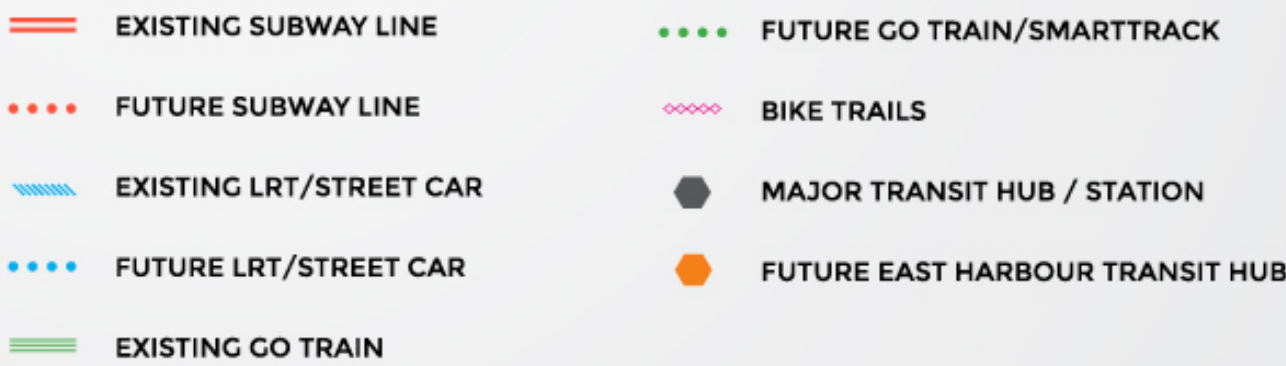 EXISTING SUBWAY LINE
FUTURE SUBWAY LINE
EXISTING LRT/STREET CAR
FUTURE LRT/STREET CAR
EXISTING GO TRAIN
FUTURE GO TRAIN/SMARTTRACK
BIKE TRAILS
MAJOR TRANSIT HUB / STATION
FUTURE EAST HARBOUR TRANSIT HUB